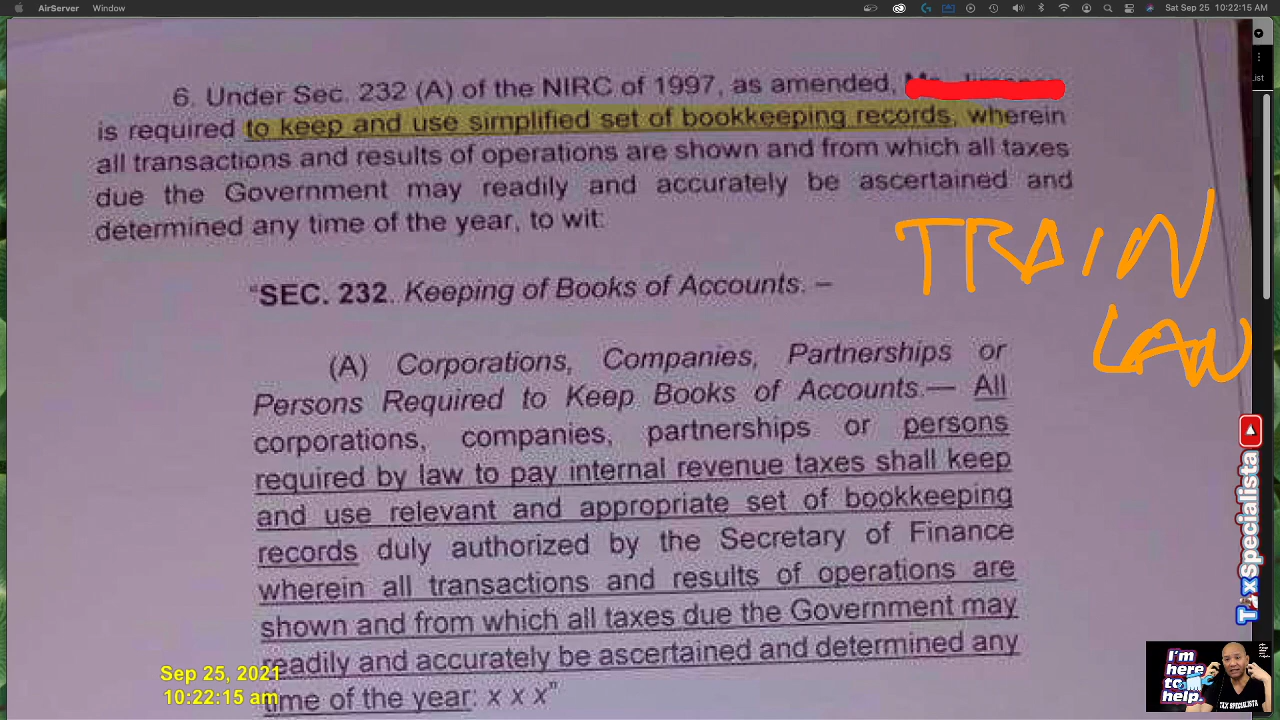 AirServer Window
Sat Sep 25 10:22:15 AM
6. Under Sec. 232 (A) of the NIRC of 1997, as amended,
is required to keep and use simplified set of bookkeeping records, wherein
all transactions and results of operations are shown and from which all taxes
due the Government may readily and accurately be ascertained and
determined any time of the year, to wit:
TRAIN
LAW
"SEC. 232. Keeping of Books of Accounts. –
(A) Corporations, Companies, Partnerships or
Persons Required to Keep Books of Accounts.— All
corporations, companies, partnerships or persons
required by law to pay internal revenue taxes shall keep
and use relevant and appropriate set of bookkeeping
records duly authorized by the Secretary of Finance
wherein all transactions and results of operations are
shown and from which all taxes due the Government may
readily and accurately be ascertained and determined any
time of the year: x x x"
Sep 25, 2021
10:22:15 am
TaxSpecialista
I'm
here
to
help.
TAX SPECIALISTA